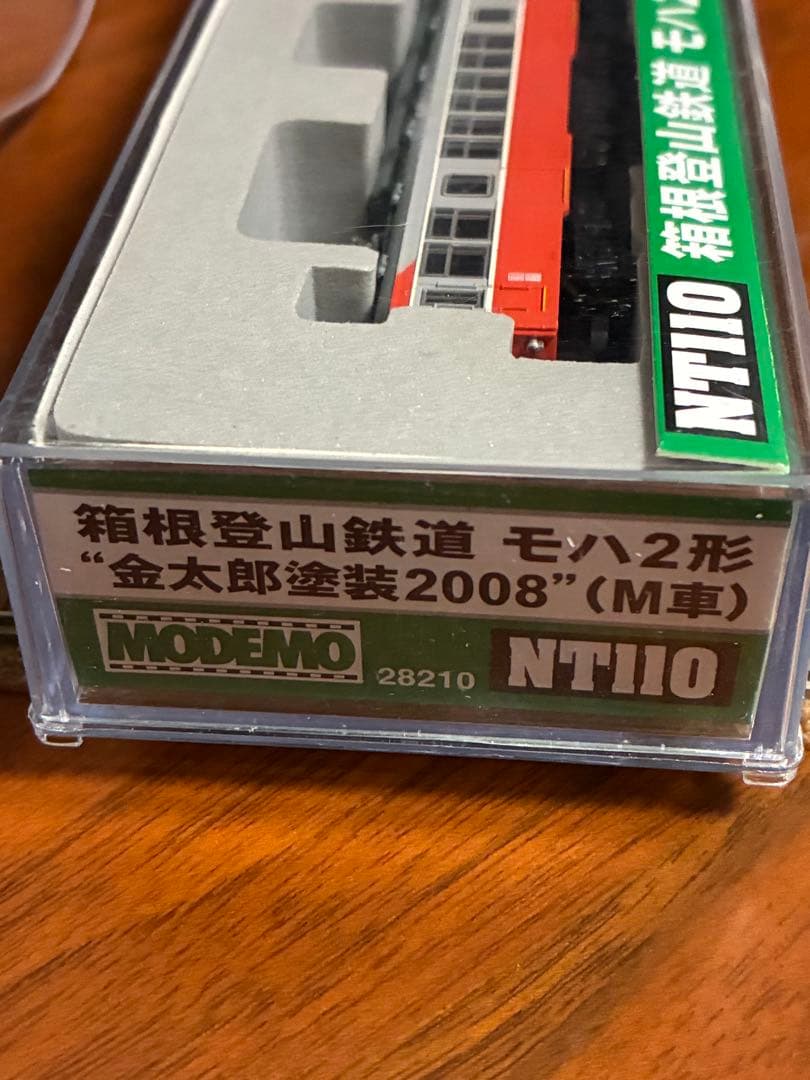 箱根登山鉄道 モハ2
NT110
箱根登山鉄道 モハ2形
“金太郎塗装2008”(M車)
MODEMO 28210 NT110